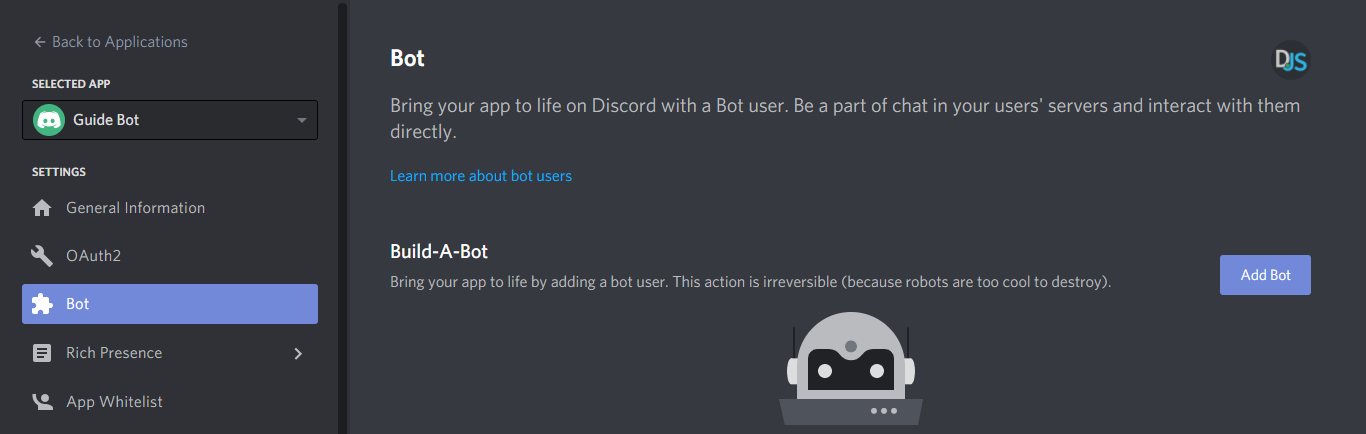 Back to Applications
SELECTED APP
Guide Bot
SETTINGS
General Information
OAuth2
Bot
Rich Presence
App Whitelist
Bot
DJS
Bring your app to life on Discord with a Bot user. Be a part of chat in your users' servers and interact with them
directly.
Learn more about bot users
Build-A-Bot
Bring your app to life by adding a bot user. This action is irreversible (because robots are too cool to destroy).
Add Bot